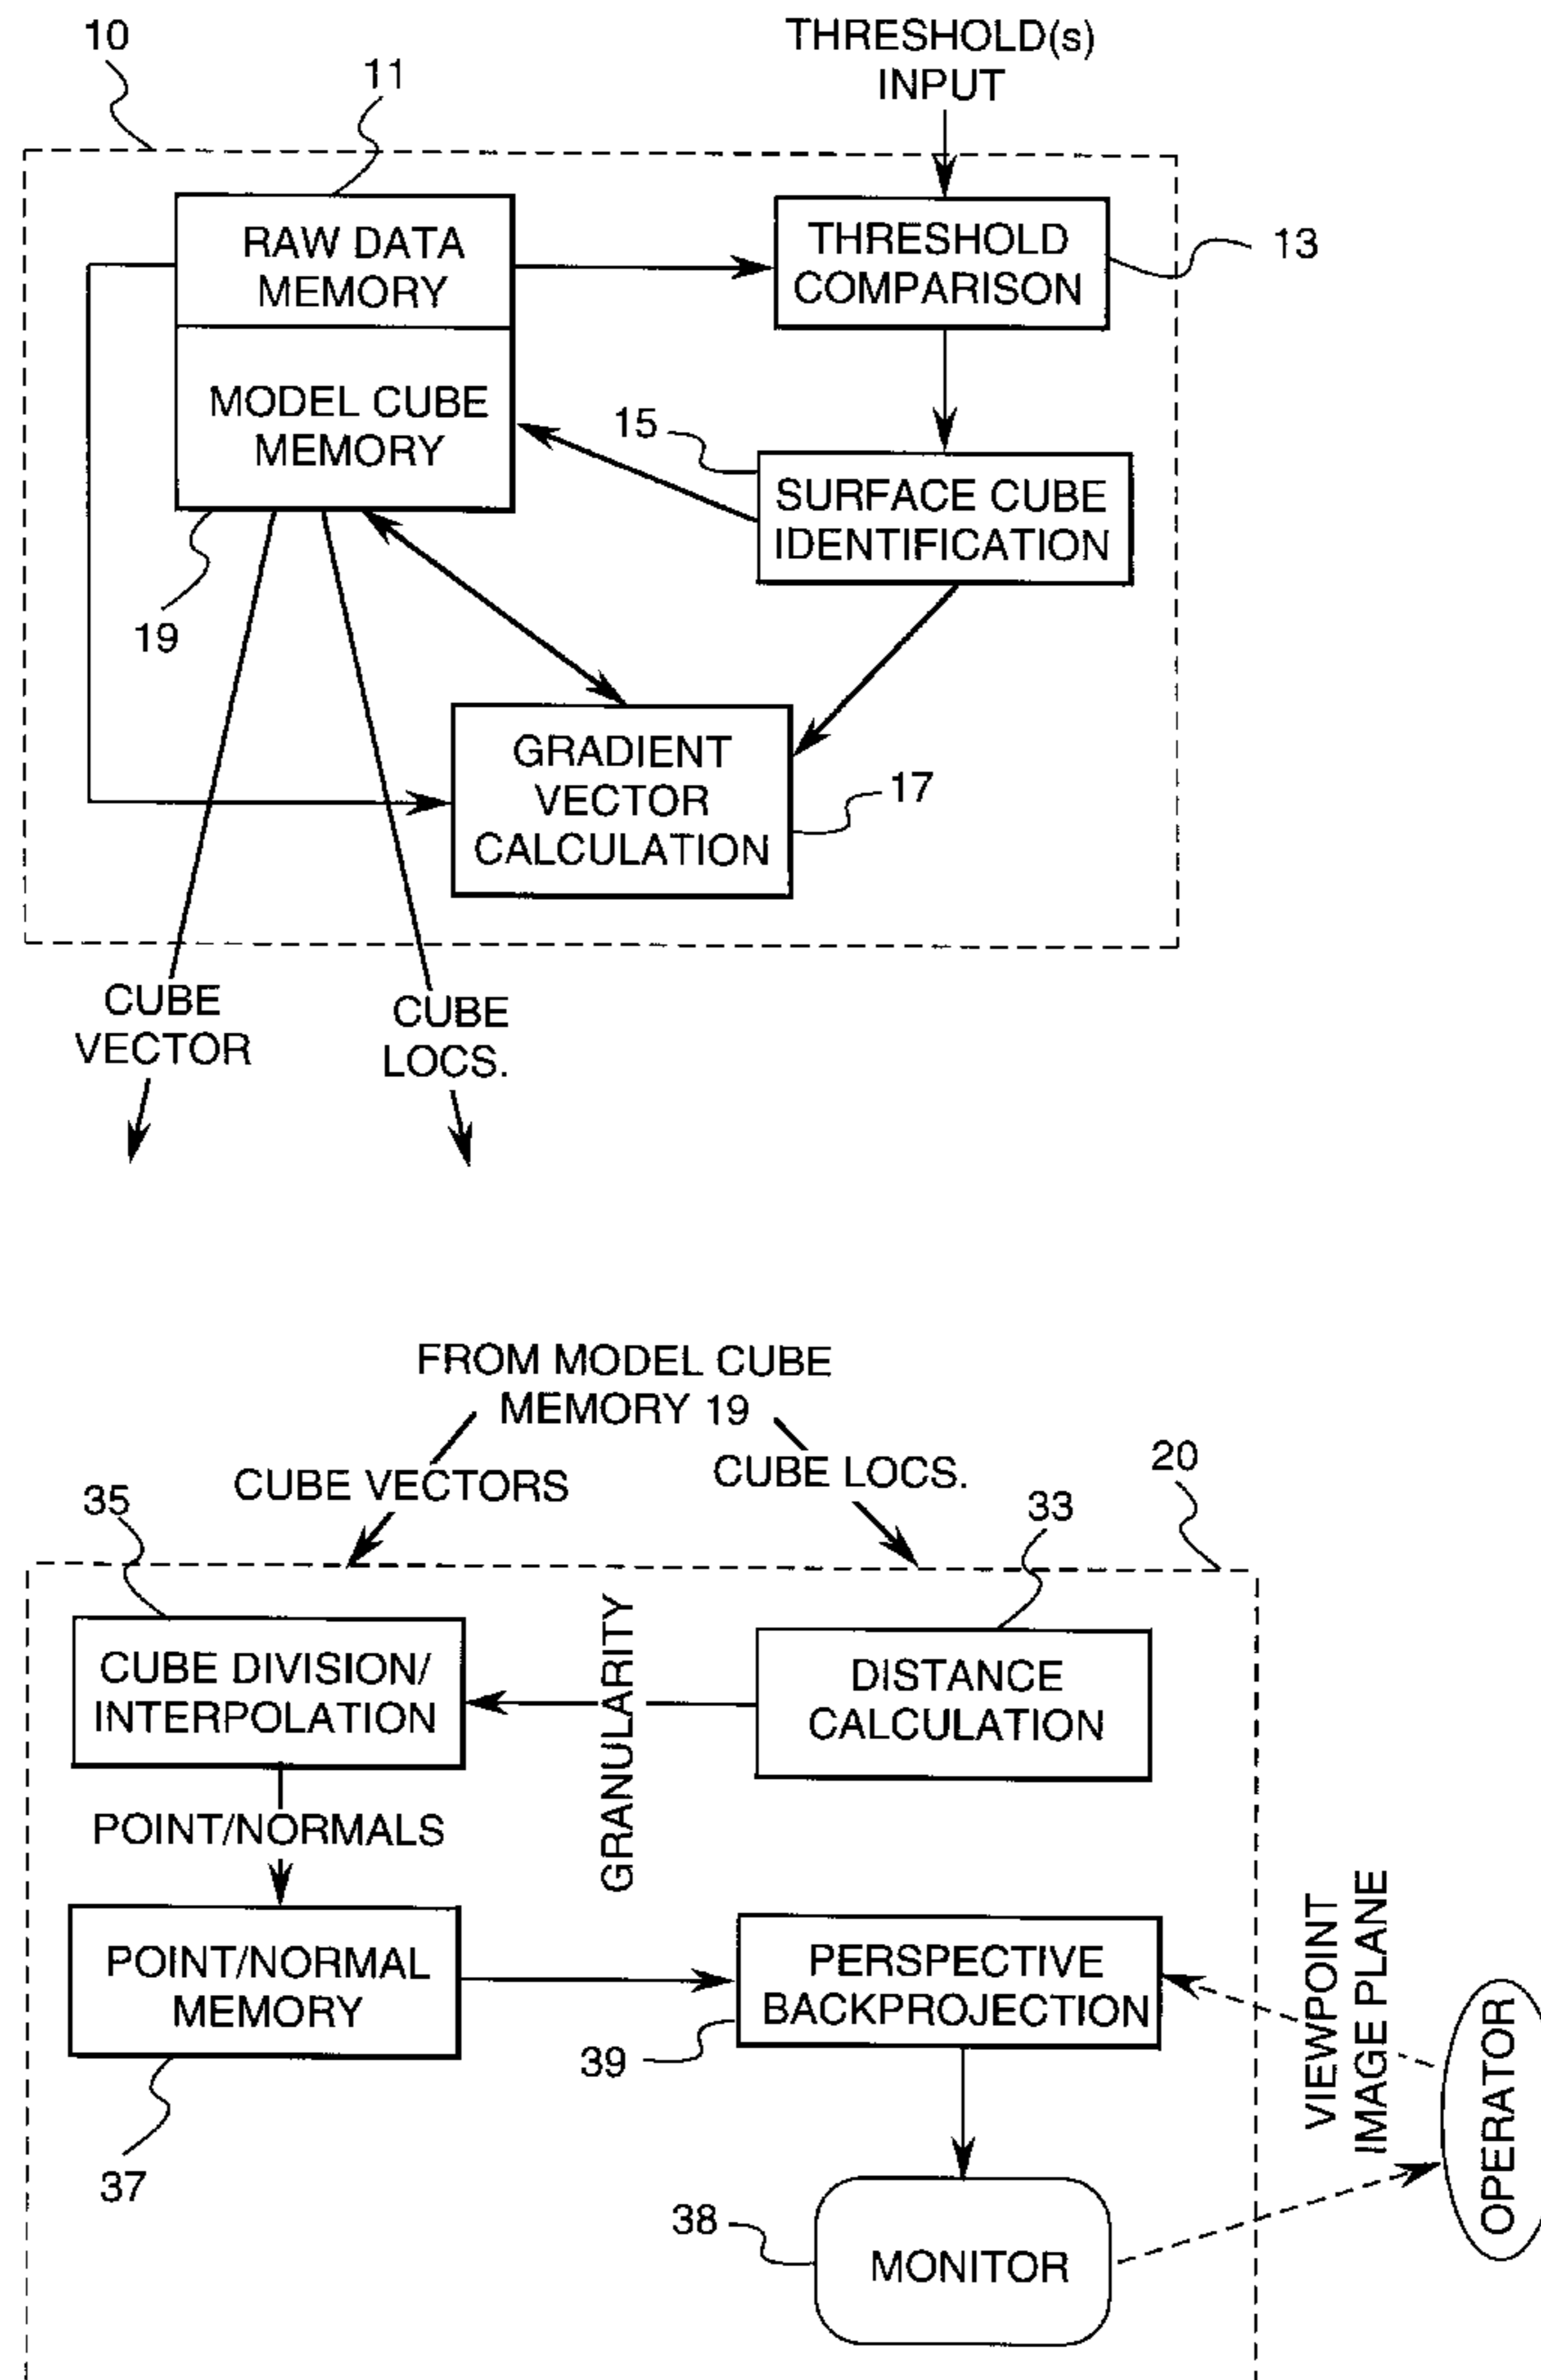 10
THRESHOLD(s)
INPUT
11
RAW DATA
MEMORY
THRESHOLD
COMPARISON
13
MODEL CUBE
MEMORY
15
SURFACE CUBE
IDENTIFICATION
19
GRADIENT
VECTOR
CALCULATION
17
CUBE
VECTOR
CUBE
LOCS.
FROM MODEL CUBE
MEMORY 19
CUBE VECTORS
CUBE LOCS.
20
35
33
CUBE DIVISION/
INTERPOLATION
GRANULARITY
DISTANCE
CALCULATION
POINT/NORMALS
POINT/NORMAL
MEMORY
PERSPECTIVE
BACKPROJECTION
VIEWPOINT
IMAGE PLANE
OPERATOR
39
37
38
MONITOR